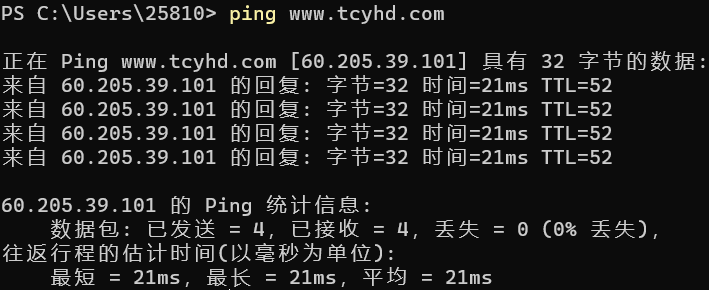 PS C:\Users\25810> ping www.tcyhd.com
正在 Ping www.tcyhd.com [60.205.39.101] 具有 32 字节的数据:
来自 60.205.39.101 的回复: 字节=32 时间=21ms TTL=52
来自 60.205.39.101 的回复: 字节=32 时间=21ms TTL=52
来自 60.205.39.101 的回复: 字节=32 时间=21ms TTL=52
来自 60.205.39.101 的回复: 字节=32 时间=21ms TTL=52
60.205.39.101 的 Ping 统计信息:
数据包: 已发送 = 4，已接收 = 4，丢失 = 0 (0% 丢失)，
往返行程的估计时间(以毫秒为单位):
最短 = 21ms，最长 = 21ms，平均 = 21ms